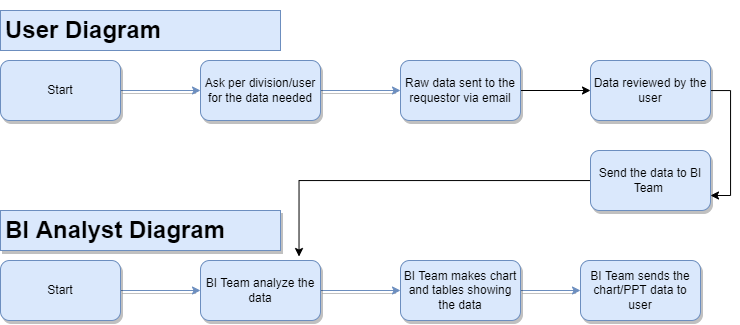 User Diagram
Start
Ask per division/user
for the data needed
Raw data sent to the
requestor via email
Data reviewed by the
user
Send the data to BI
Team
BI Analyst Diagram
Start
BI Team analyze the
data
BI Team makes chart
and tables showing
the data
BI Team sends the
chart/PPT data to
user